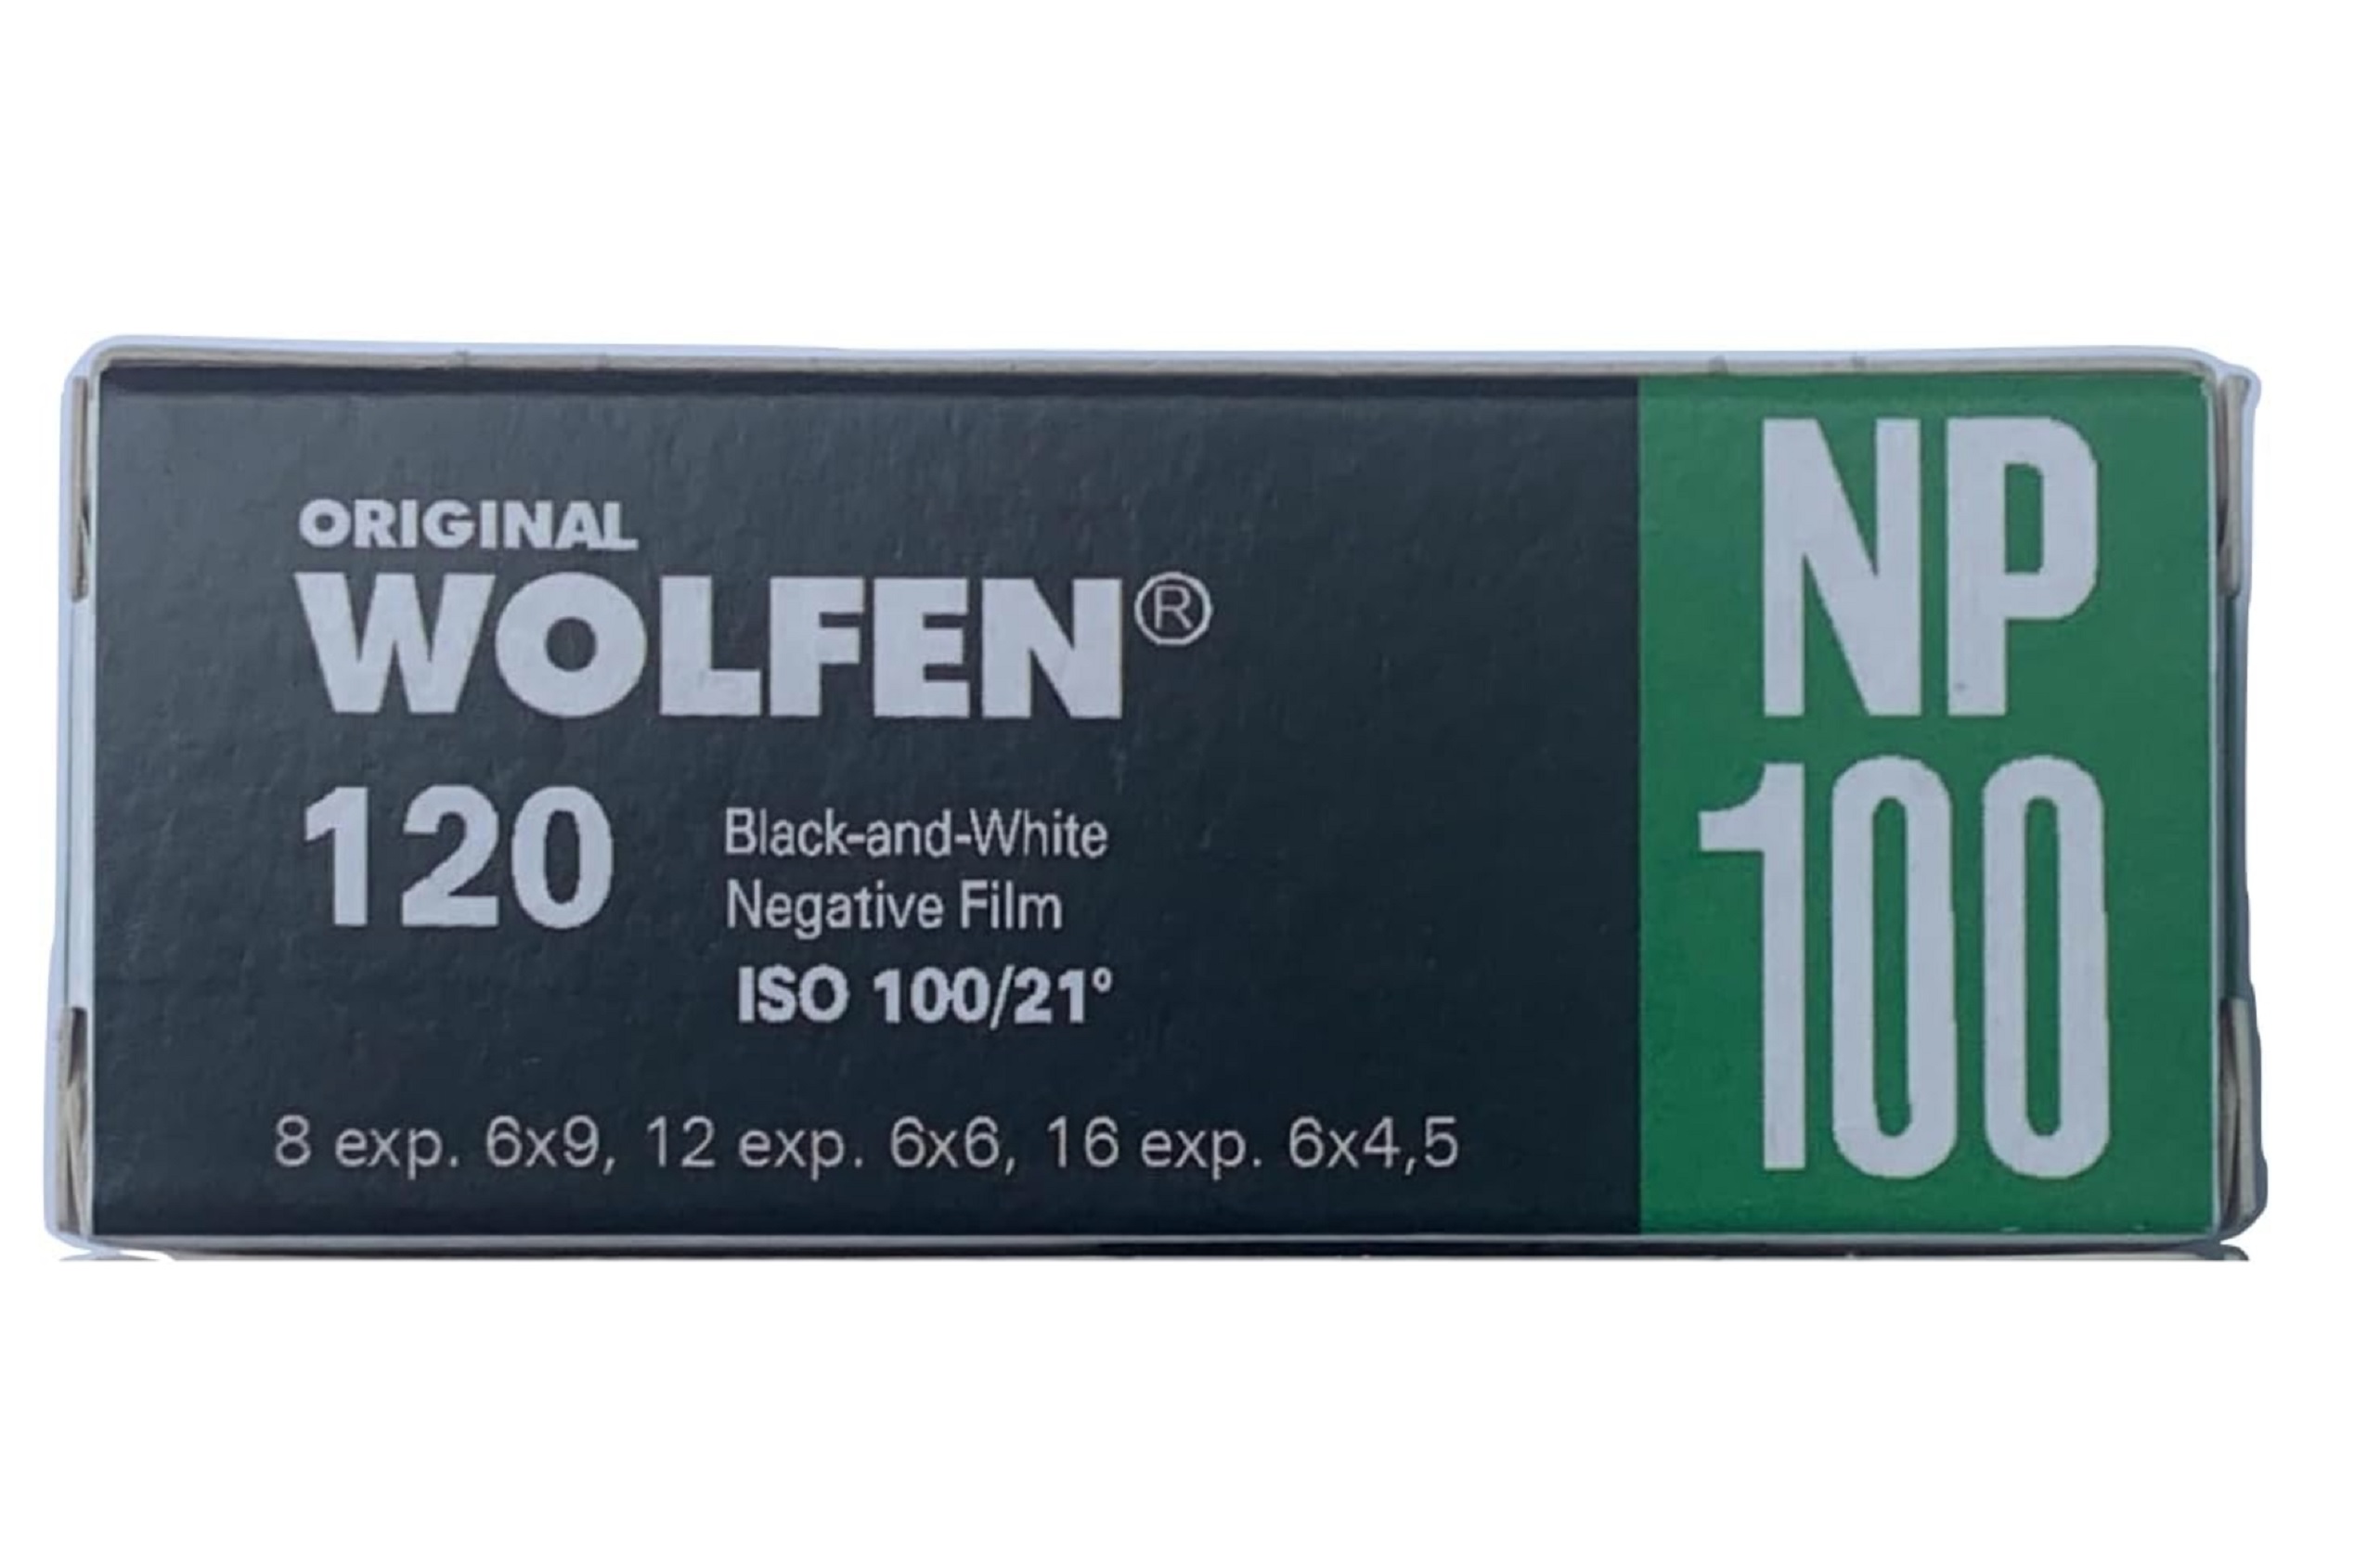 ORIGINAL
WOLFEN®
120
Black-and-White
Negative Film
ISO 100/21°
8 exp. 6x9, 12 exp. 6x6, 16 exp. 6x4,5
NP
100